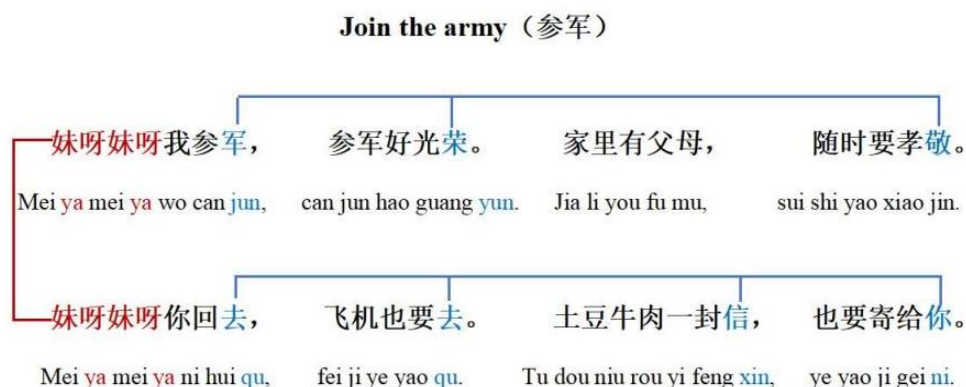 Join the army（参军）
妹呀妹呀我参军， 参军好光荣。 家里有父母， 随时要孝敬。
Mei ya mei ya wo can jun, can jun hao guang yun. Jia li you fu mu, sui shi yao xiao jin.
妹呀妹呀你回去， 飞机也要去。 土豆牛肉一封信， 也要寄给你。
Mei ya mei ya ni hui qu, fei ji ye yao qu. Tu dou niu rou yi feng xin, ye yao ji gei ni.